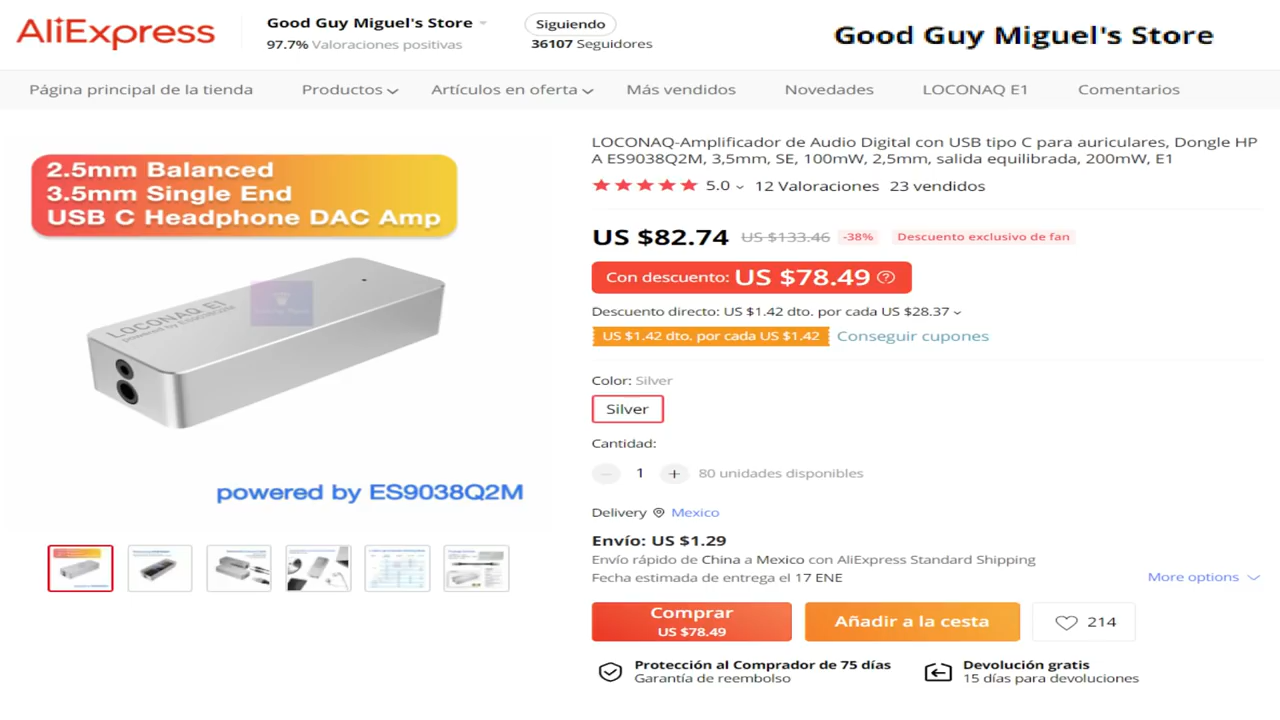 AliExpress
Good Guy Miguel's Store
97.7% Valoraciones positivas
Siguiendo
36107 Seguidores
Good Guy Miguel's Store
Página principal de la tienda
Productos
Artículos en oferta
Más vendidos
Novedades
LOCONAQ E1
Comentarios
2.5mm Balanced
3.5mm Single End
USB C Headphone DAC Amp
LOCONAQ E1
powered by ES9038Q2M
powered by ES9038Q2M
LOCONAQ-Amplificador de Audio Digital con USB tipo C para auriculares, Dongle HP
A ES9038Q2M, 3,5mm, SE, 100mW, 2,5mm, salida equilibrada, 200mW, E1
5.0 12 Valoraciones 23 vendidos
US $82.74 US $133.46 -38% Descuento exclusivo de fan
Con descuento: US $78.49
Descuento directo: US $1.42 dto. por cada US $28.37
US $1.42 dto. por cada US $1.42 Conseguir cupones
Color: Silver
Silver
Cantidad:
1 + 80 unidades disponibles
Delivery Mexico
Envío: US $1.29
Envío rápido de China a Mexico con AliExpress Standard Shipping
Fecha estimada de entrega el 17 ENE
More options
Comprar
US $78.49
Añadir a la cesta
214
Protección al Comprador de 75 días
Garantía de reembolso
Devolución gratis
15 días para devoluciones